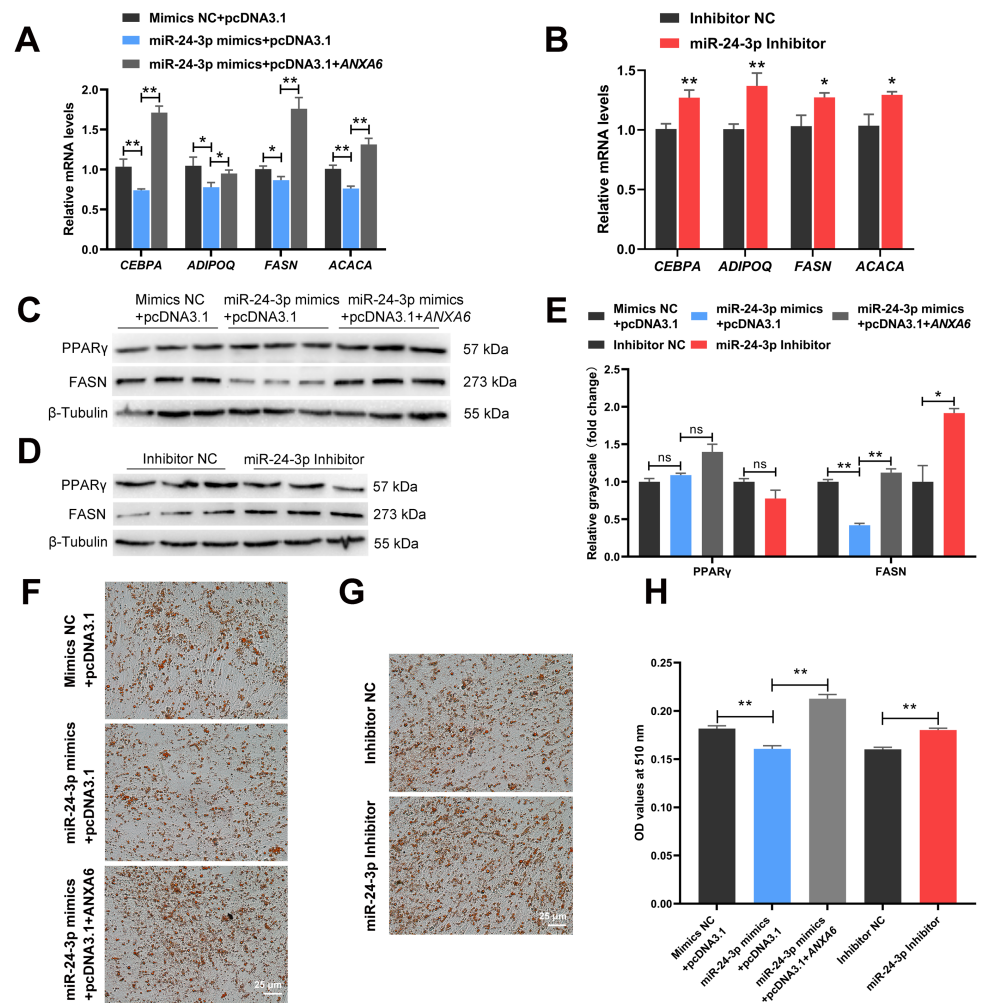 A
Mimics NC+pcDNA3.1
miR-24-3p mimics+pcDNA3.1
miR-24-3p mimics+pcDNA3.1+ANXA6
Relative mRNA levels
2.0
1.5
1.0
0.5
0.0
** ** * * * ** ** **
CEBPA ADIPOQ FASN ACACA
B
Inhibitor NC
miR-24-3p Inhibitor
Relative mRNA levels
1.5
1.0
0.5
0.0
** ** * *
CEBPA ADIPOQ FASN ACACA
C
Mimics NC miR-24-3p mimics miR-24-3p mimics
+pcDNA3.1 +pcDNA3.1 +pcDNA3.1+ANXA6
PPARγ 57 kDa
FASN 273 kDa
β-Tubulin 55 kDa
D
Inhibitor NC miR-24-3p Inhibitor
PPARγ 57 kDa
FASN 273 kDa
β-Tubulin 55 kDa
E
Mimics NC miR-24-3p mimics miR-24-3p mimics
+pcDNA3.1 +pcDNA3.1 +pcDNA3.1+ANXA6
Inhibitor NC miR-24-3p Inhibitor
Relative grayscale (fold change)
2.5
2.0
1.5
1.0
0.5
0.0
ns ns ns ** ** *
PPARγ FASN
F
Mimics NC
+pcDNA3.1
miR-24-3p mimics
+pcDNA3.1
miR-24-3p mimics
+pcDNA3.1+ANXA6
25 μm
G
Inhibitor NC
miR-24-3p Inhibitor
25 μm
H
OD values at 510 nm
0.25
0.20
0.15
0.10
0.05
0.00
** ** **
Mimics NC
+pcDNA3.1
miR-24-3p mimics
+pcDNA3.1
miR-24-3p mimics
+pcDNA3.1+ANXA6
Inhibitor NC
miR-24-3p Inhibitor